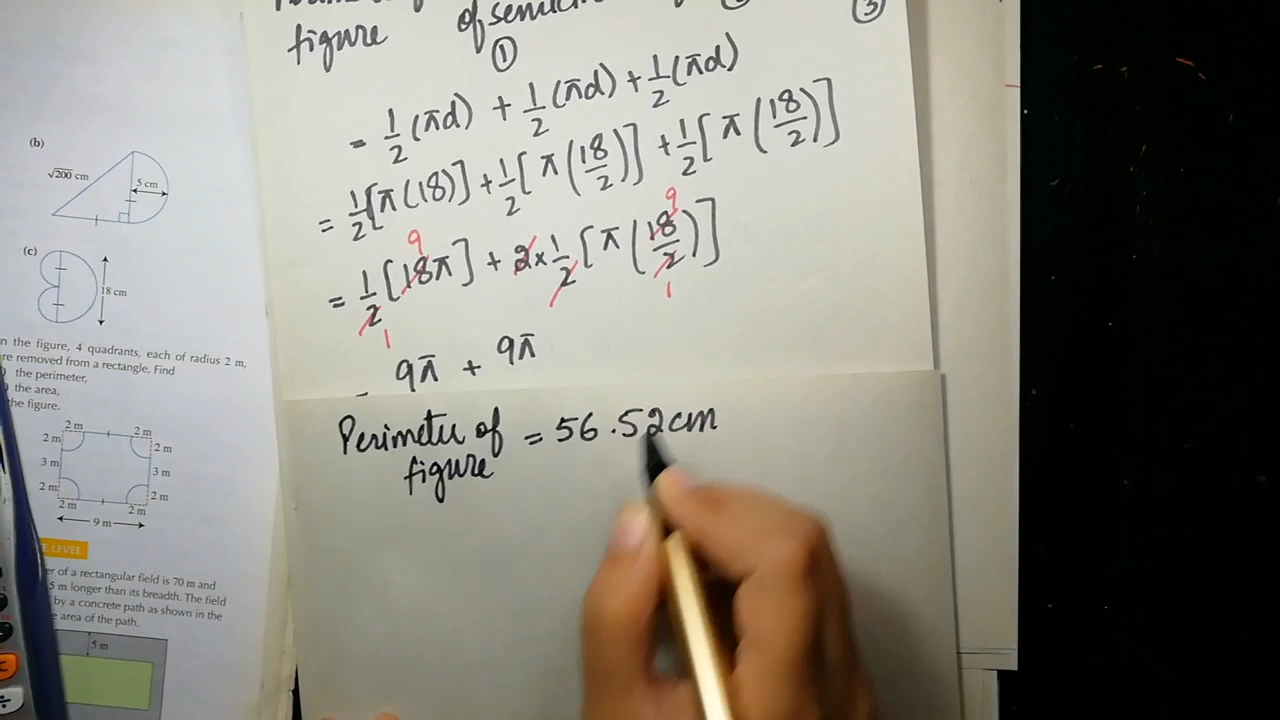 figure of semici
①
③
= 1/2 (πd) + 1/2 (πd) + 1/2 (πd)
= 1/2 [π(18)] + 1/2 [π(18/2)] + 1/2 [π(18/2)]
9 9
= 1/2 [18π] + 2 × 1/2 [π(18/2)]
1 1
9π + 9π
Perimeter of = 56.52 cm
figure
(b)
√200 cm
5 cm
(c)
18 cm
n the figure, 4 quadrants, each of radius 2 m,
re removed from a rectangle. Find
the perimeter,
the area,
the figure.
2 m 2 m
2 m 2 m
3 m 3 m
2 m 2 m
2 m 2 m
9 m
E LEVEL
er of a rectangular field is 70 m and
5 m longer than its breadth. The field
by a concrete path as shown in the
e area of the path.
5 m